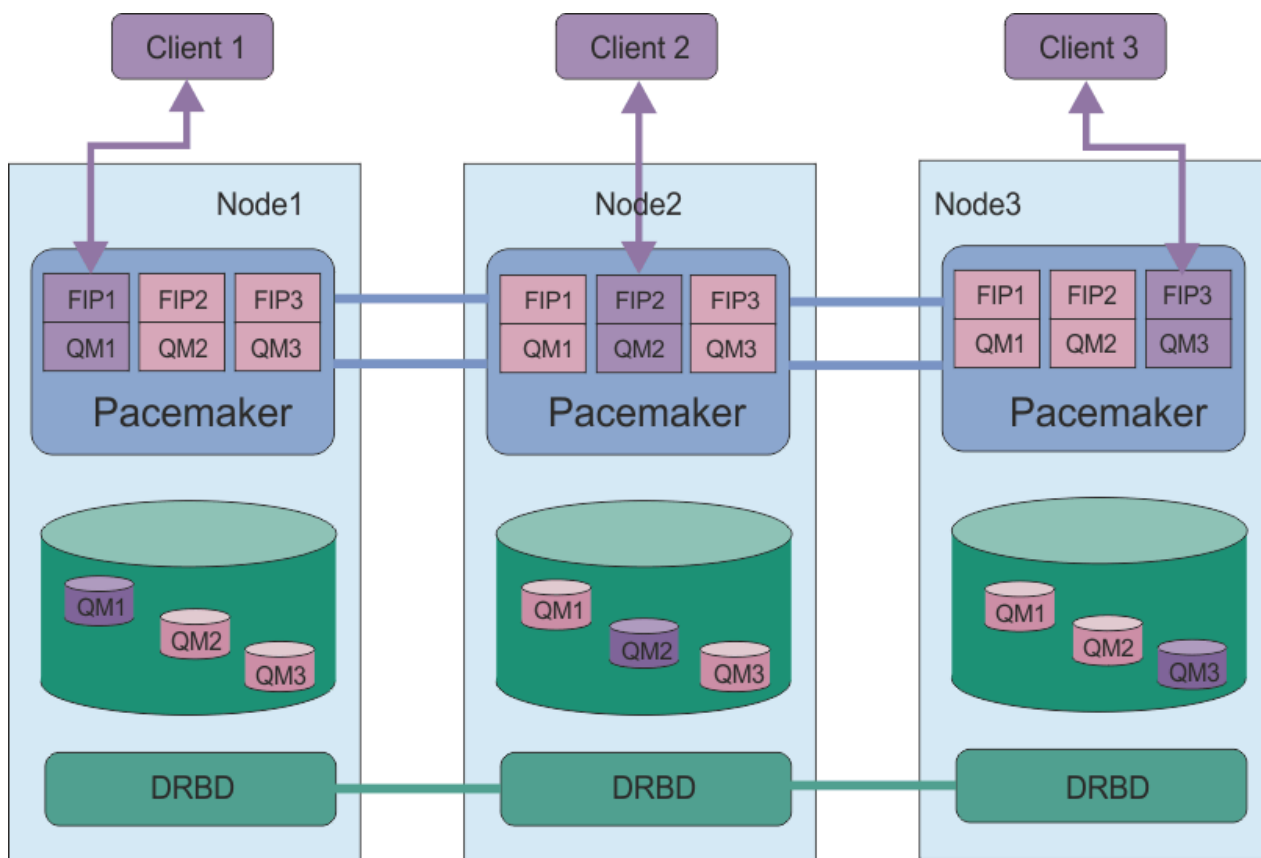 Client 1
Client 2
Client 3
Node1
Node2
Node3
FIP1 FIP2 FIP3
QM1 QM2 QM3
Pacemaker
FIP1 FIP2 FIP3
QM1 QM2 QM3
Pacemaker
FIP1 FIP2 FIP3
QM1 QM2 QM3
Pacemaker
QM1
QM2
QM3
QM1
QM2
QM3
QM1
QM2
QM3
DRBD
DRBD
DRBD